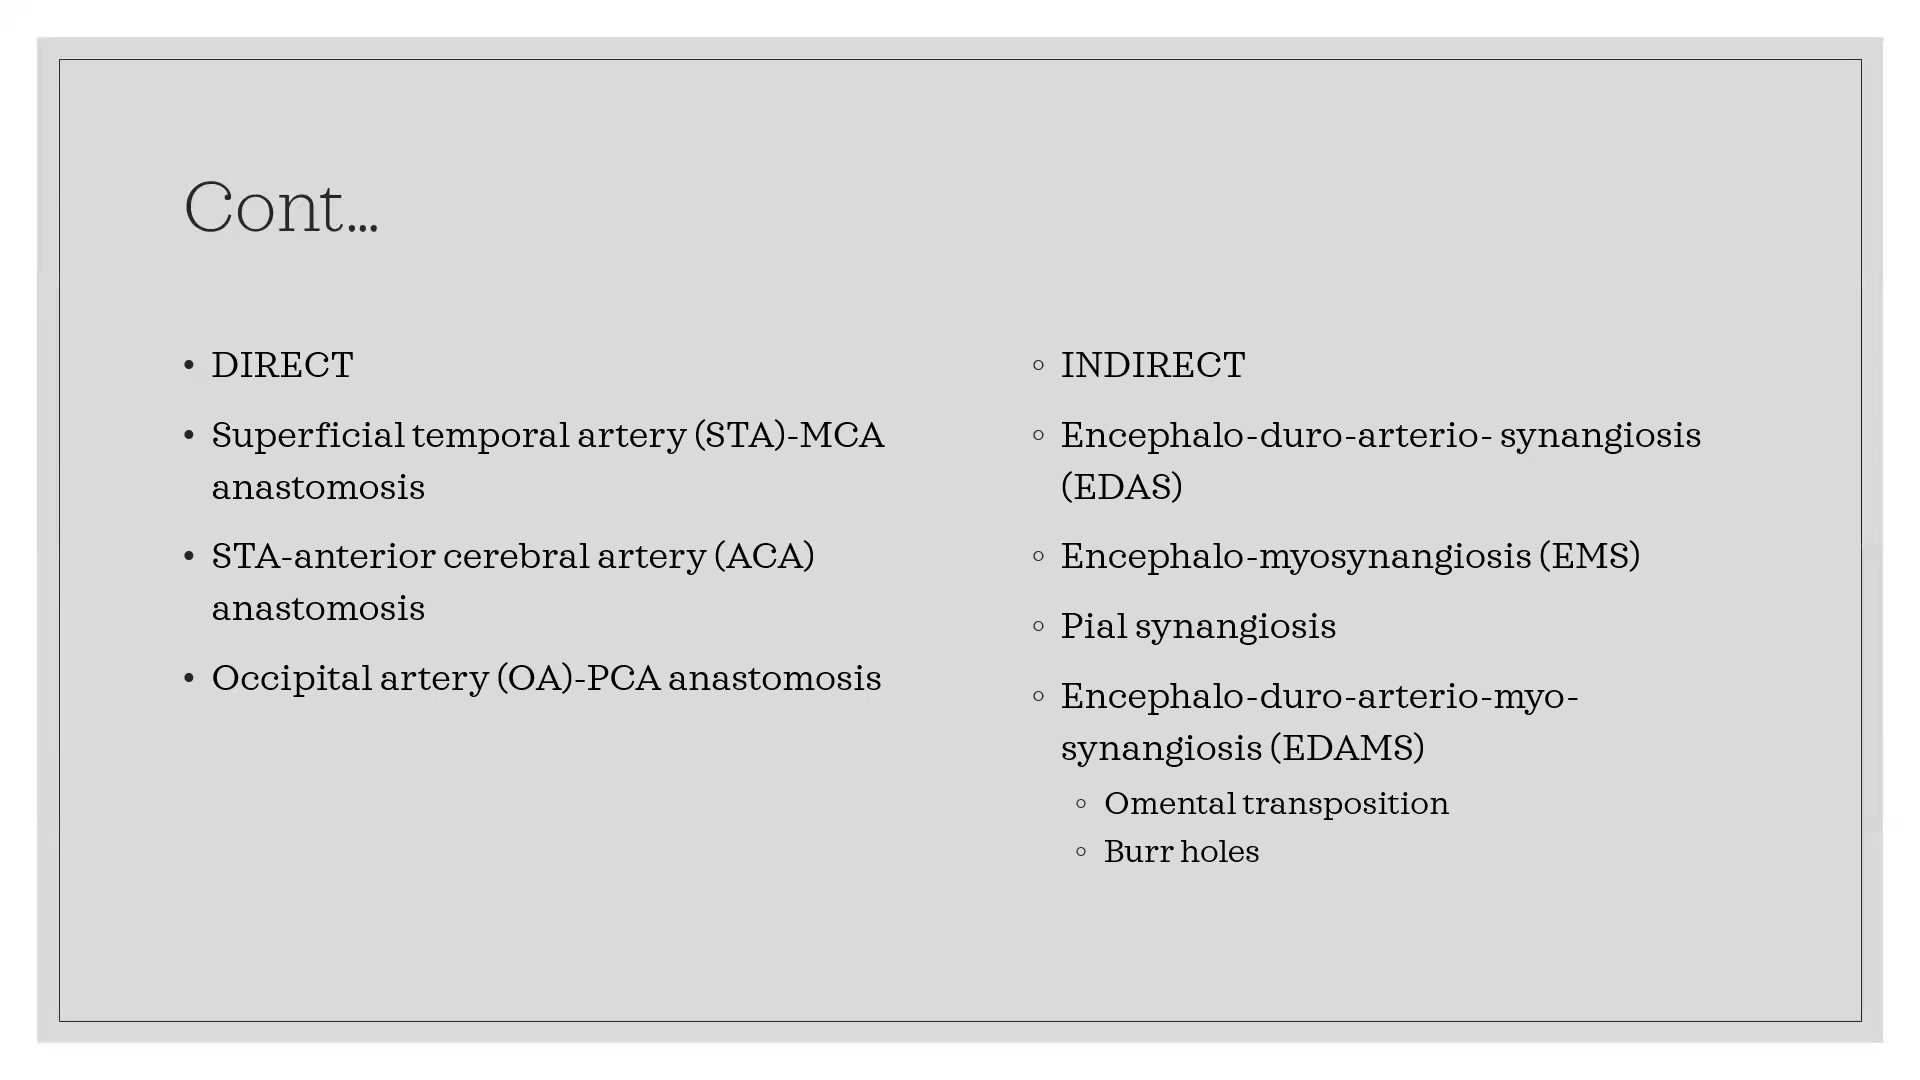 Cont...
• DIRECT
• Superficial temporal artery (STA)-MCA
anastomosis
• STA-anterior cerebral artery (ACA)
anastomosis
• Occipital artery (OA)-PCA anastomosis
◦ INDIRECT
◦ Encephalo-duro-arterio- synangiosis
(EDAS)
◦ Encephalo-myosynangiosis (EMS)
◦ Pial synangiosis
◦ Encephalo-duro-arterio-myo-
synangiosis (EDAMS)
◦ Omental transposition
◦ Burr holes